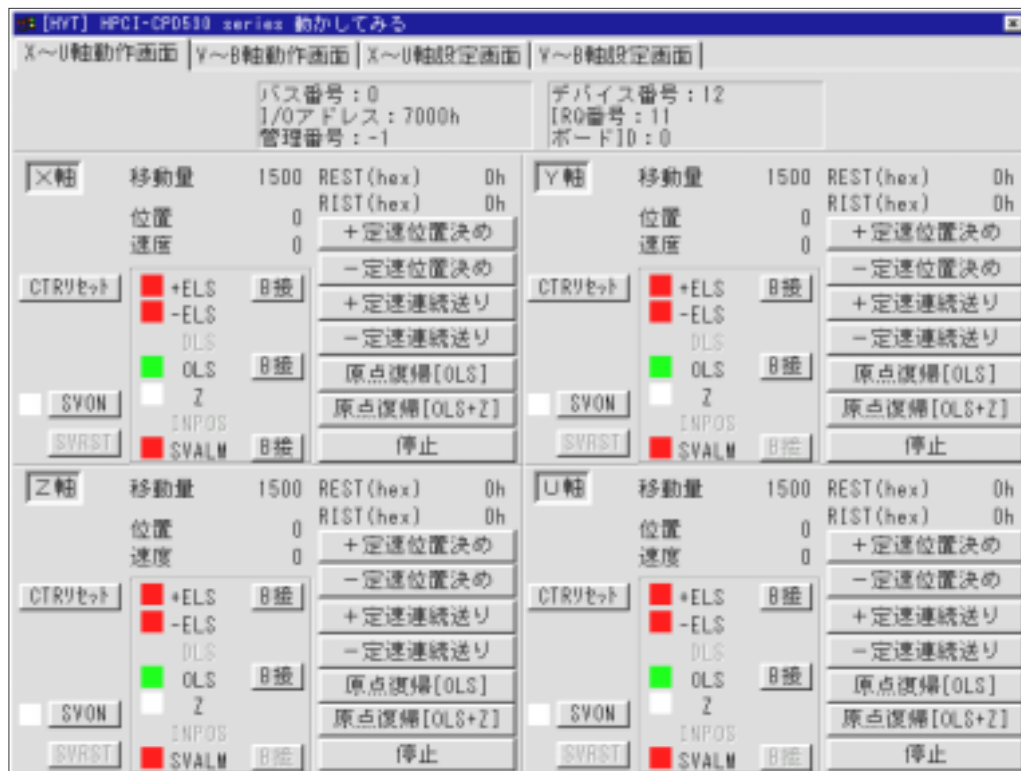 [HYT] HPCI-CPD530 series 動かしてみる
X～U軸動作画面 V～B軸動作画面 X～U軸設定画面 V～B軸設定画面
バス番号:0 デバイス番号:12
I/Oアドレス:7000h IRQ番号:11
管理番号:-1 ボードID:0
X軸 移動量 1500 REST(hex) 0h
RIST(hex) 0h
位置 0 +定速位置決め
速度 0
-定速位置決め
CTRリセット +ELS B接
+定速連続送り
-ELS
-定速連続送り
DLS
OLS B接
原点復帰[OLS]
Z
SVON 原点復帰[OLS+Z]
INPOS
SVRST SVALM B接 停止
Y軸 移動量 1500 REST(hex) 0h
RIST(hex) 0h
位置 0 +定速位置決め
速度 0
-定速位置決め
CTRリセット +ELS B接
+定速連続送り
-ELS
-定速連続送り
DLS
OLS B接
原点復帰[OLS]
Z
SVON 原点復帰[OLS+Z]
INPOS
SVRST SVALM B接 停止
Z軸 移動量 1500 REST(hex) 0h
RIST(hex) 0h
位置 0 +定速位置決め
速度 0
-定速位置決め
CTRリセット +ELS B接
+定速連続送り
-ELS
-定速連続送り
DLS
OLS B接
原点復帰[OLS]
Z
SVON 原点復帰[OLS+Z]
INPOS
SVRST SVALM B接 停止
U軸 移動量 1500 REST(hex) 0h
RIST(hex) 0h
位置 0 +定速位置決め
速度 0
-定速位置決め
CTRリセット +ELS B接
+定速連続送り
-ELS
-定速連続送り
DLS
OLS B接
原点復帰[OLS]
Z
SVON 原点復帰[OLS+Z]
INPOS
SVRST SVALM B接 停止